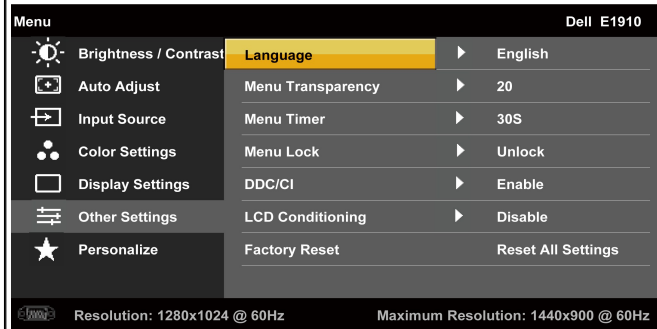 Menu Dell E1910
Brightness / Contrast Language English
Auto Adjust Menu Transparency 20
Input Source Menu Timer 30S
Color Settings Menu Lock Unlock
Display Settings DDC/CI Enable
Other Settings LCD Conditioning Disable
Personalize Factory Reset Reset All Settings
Resolution: 1280x1024 @ 60Hz Maximum Resolution: 1440x900 @ 60Hz